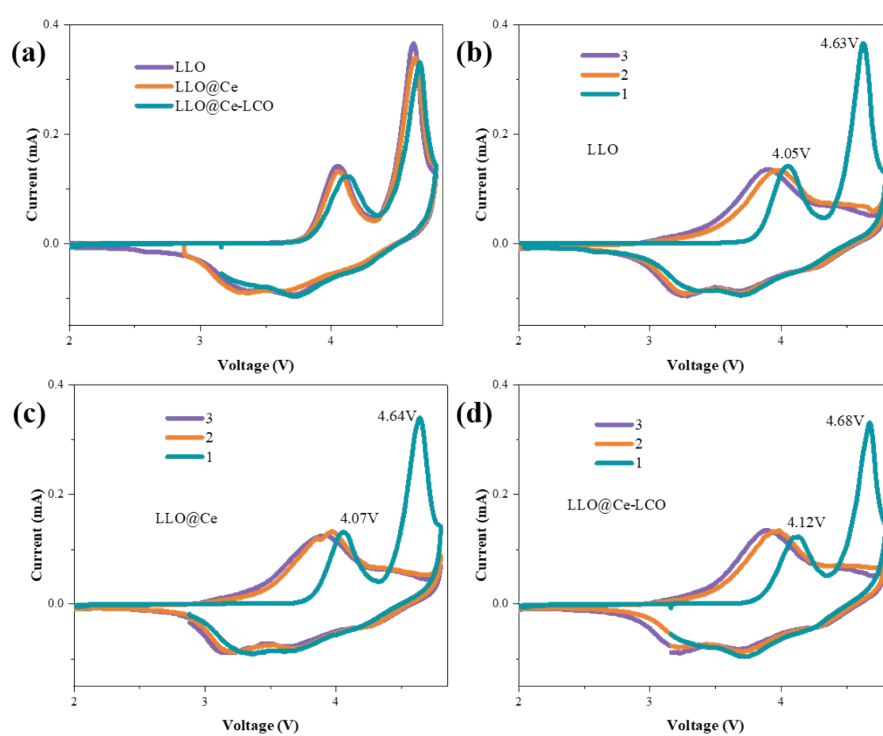 (a)
0.4
0.2
0.0
Current (mA)
LLO
LLO@Ce
LLO@Ce-LCO
2
3
4
Voltage (V)
(b)
0.4
0.2
0.0
Current (mA)
3
2
1
LLO
4.05V
4.63V
2
3
4
Voltage (V)
(c)
0.4
0.2
0.0
Current (mA)
3
2
1
LLO@Ce
4.07V
4.64V
2
3
4
Voltage (V)
(d)
0.4
0.2
0.0
Current (mA)
3
2
1
LLO@Ce-LCO
4.12V
4.68V
2
3
4
Voltage (V)